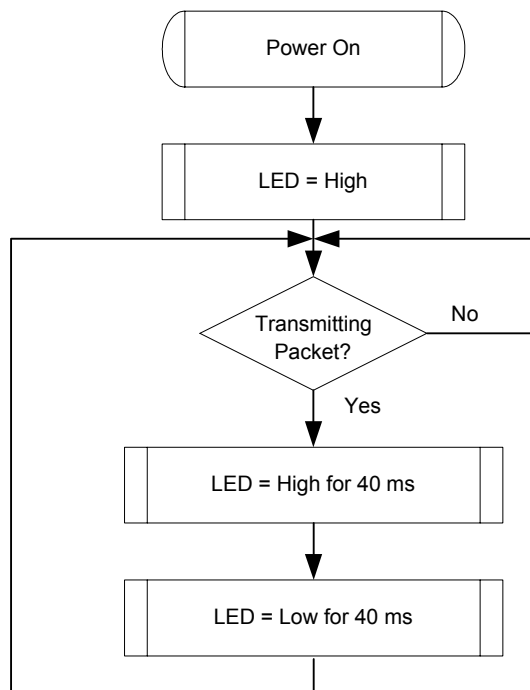 Power On
LED = High
Transmitting
Packet?
No
Yes
LED = High for 40 ms
LED = Low for 40 ms